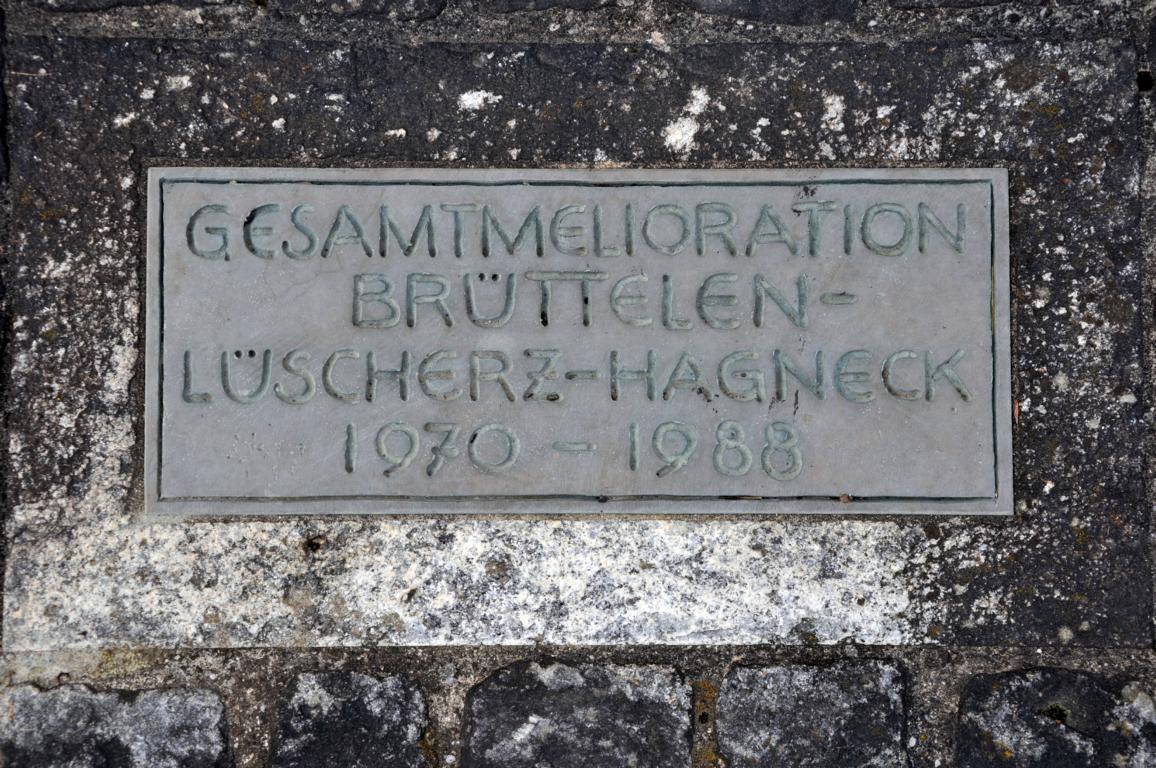 GESAMTMELIORATION
BRÜTTELEN-
LÜSCHERZ-HAGNECK
1970 - 1988